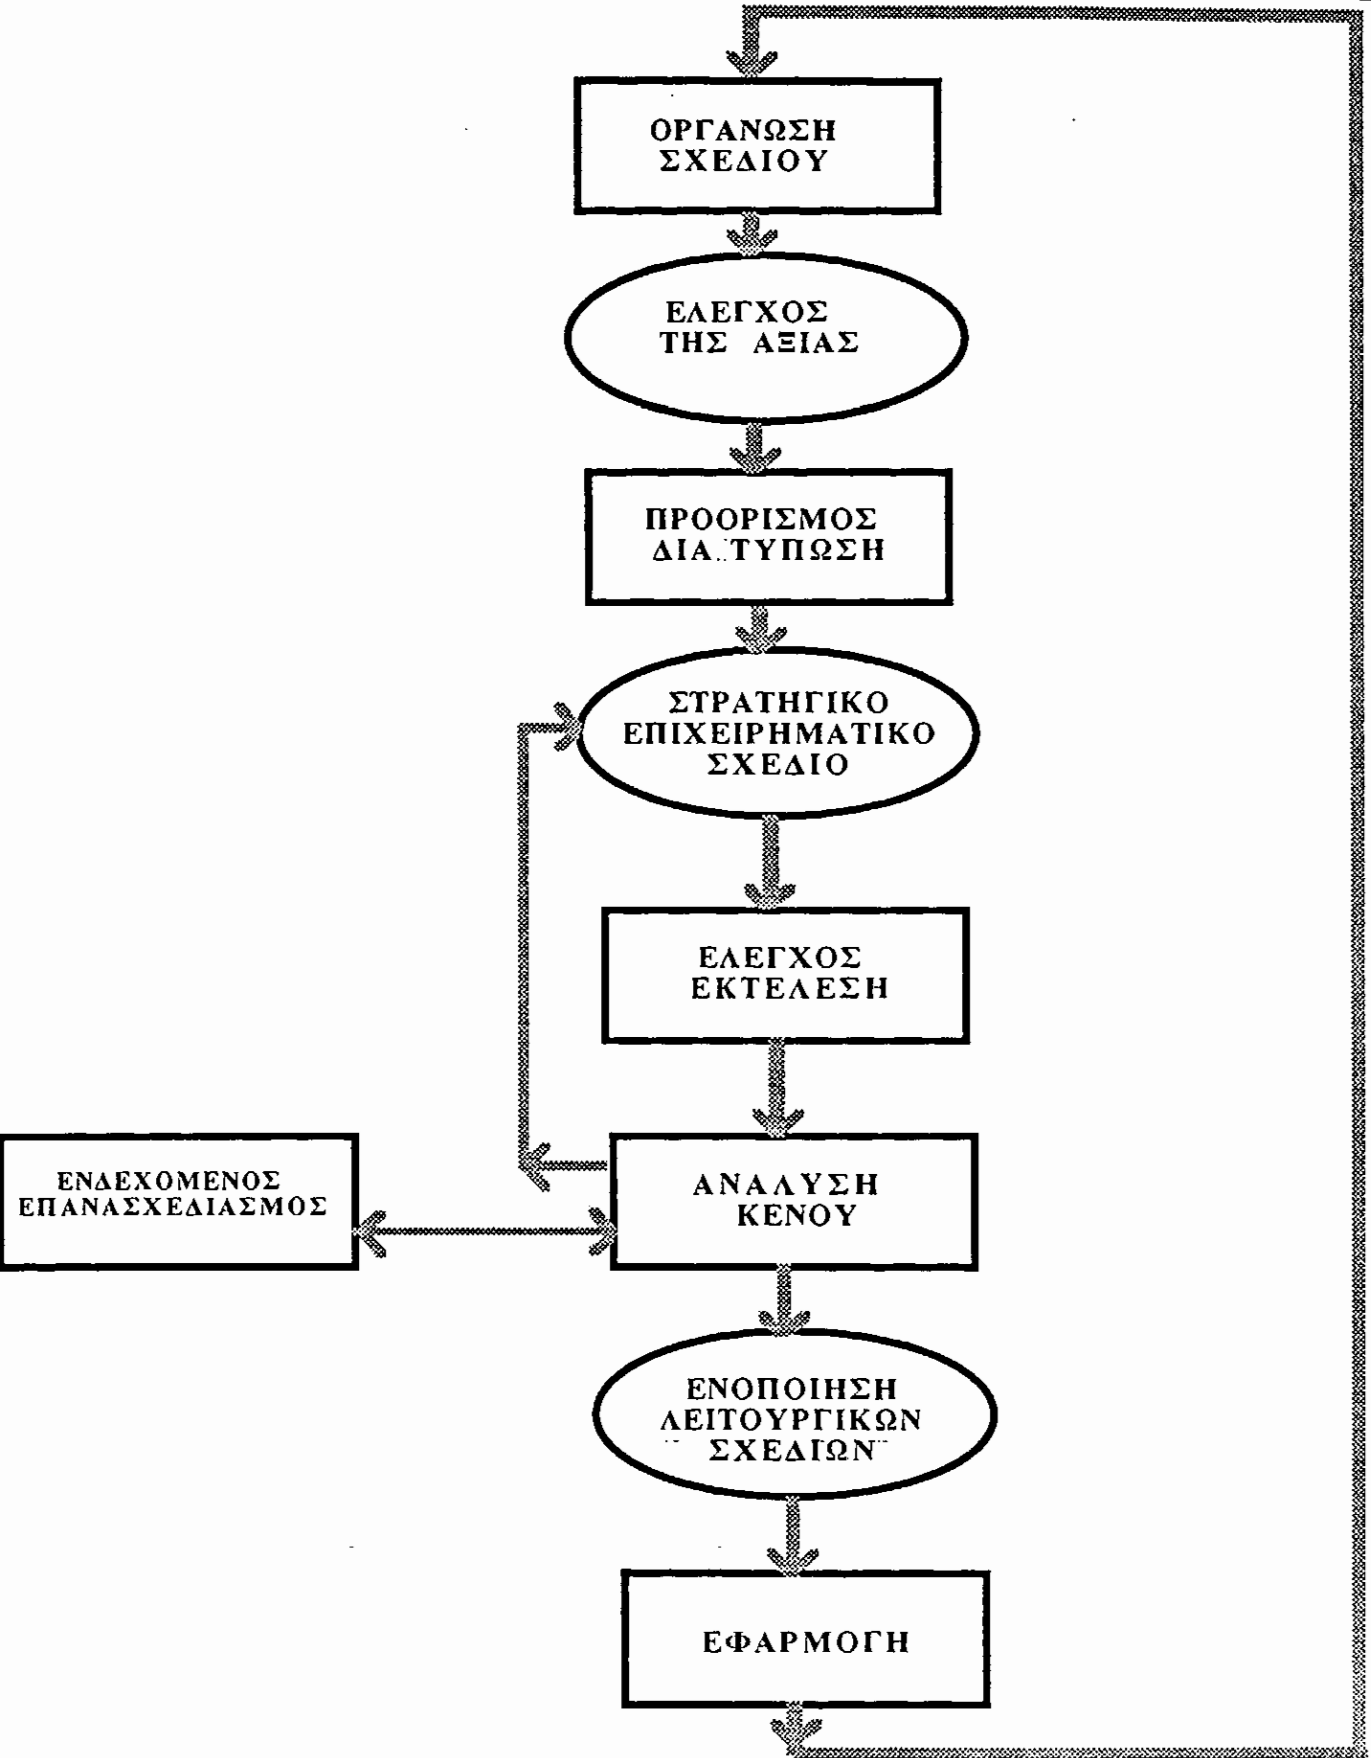 ΟΡΓΑΝΩΣΗ
ΣΧΕΔΙΟΥ
ΕΛΕΓΧΟΣ
ΤΗΣ ΑΞΙΑΣ
ΠΡΟΟΡΙΣΜΟΣ
ΔΙΑΤΥΠΩΣΗ
ΣΤΡΑΤΗΓΙΚΟ
ΕΠΙΧΕΙΡΗΜΑΤΙΚΟ
ΣΧΕΔΙΟ
ΕΛΕΓΧΟΣ
ΕΚΤΕΛΕΣΗ
ΑΝΑΛΥΣΗ
ΚΕΝΟΥ
ΕΝΔΕΧΟΜΕΝΟΣ
ΕΠΑΝΑΣΧΕΔΙΑΣΜΟΣ
ΕΝΟΠΟΙΗΣΗ
ΛΕΙΤΟΥΡΓΙΚΩΝ
ΣΧΕΔΙΩΝ
ΕΦΑΡΜΟΓΗ